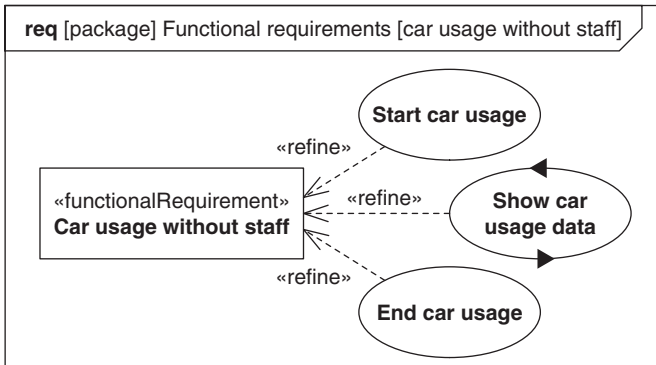 req [package] Functional requirements [car usage without staff]
Start car usage
«refine»
«functionalRequirement»
Car usage without staff
«refine»
Show car
usage data
«refine»
End car usage